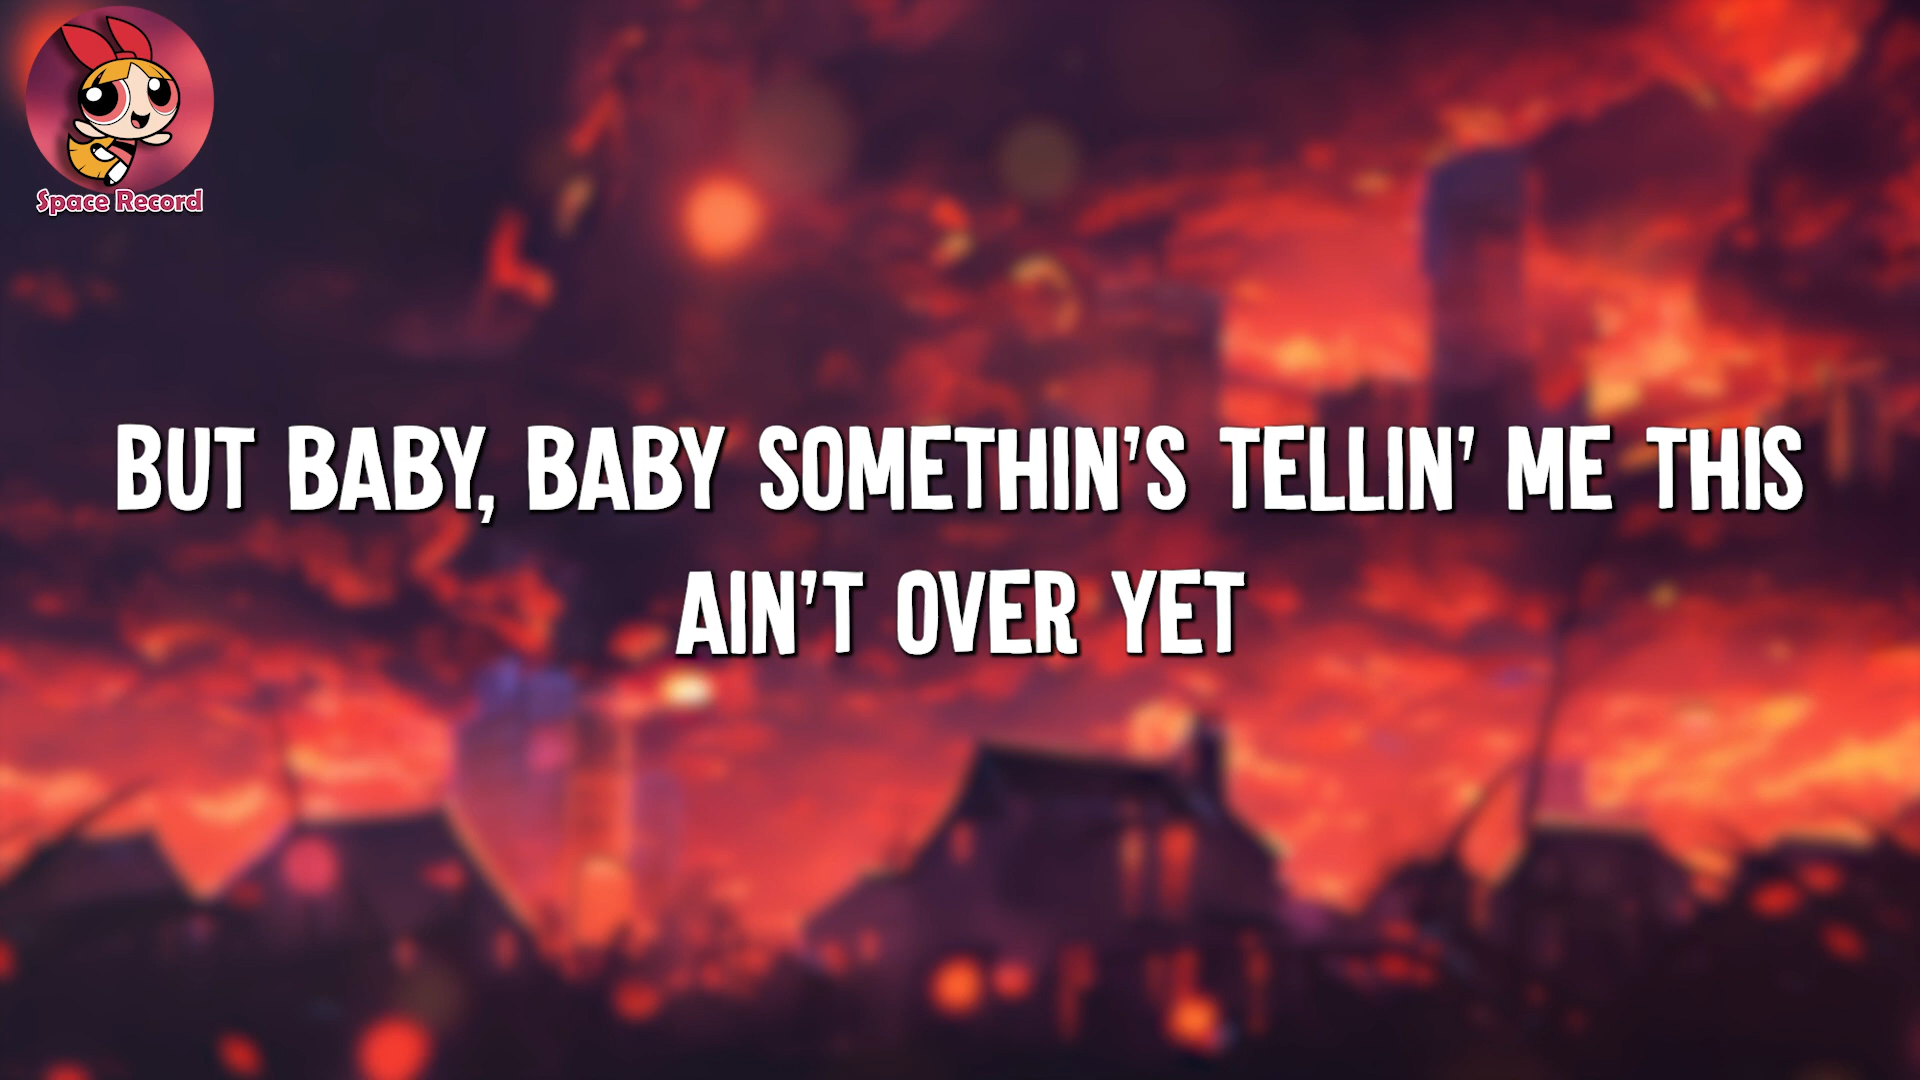 Space Record
BUT BABY, BABY SOMETHIN'S TELLIN' ME THIS
AIN'T OVER YET